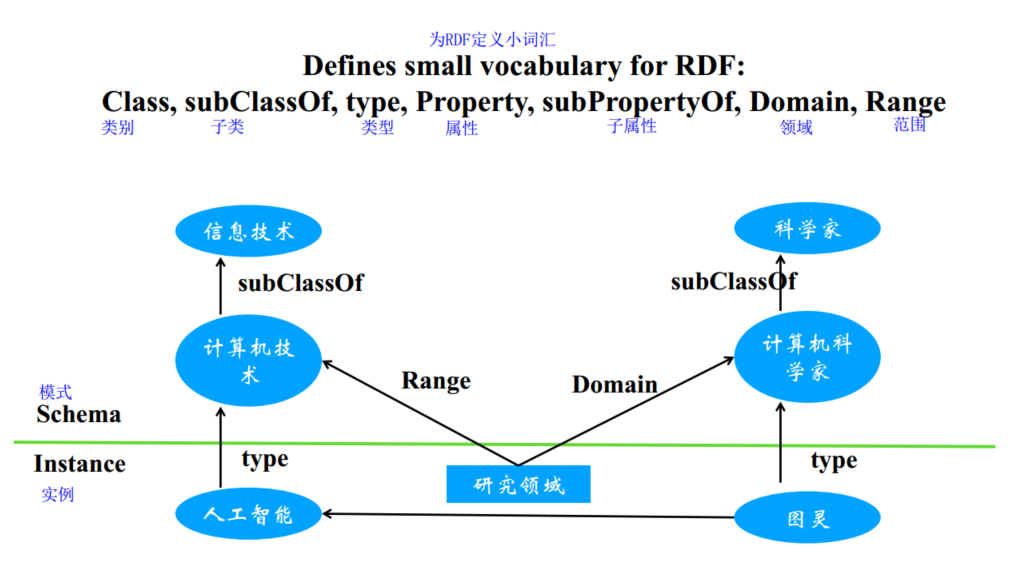 为RDF定义小词汇
Defines small vocabulary for RDF:
Class, subClassOf, type, Property, subPropertyOf, Domain, Range
类别 子类 类型 属性 子属性 领域 范围
信息技术 科学家
subClassOf subClassOf
计算机技
术
计算机科
学家
Range Domain
模式
Schema
Instance type type
实例
研究领域
人工智能 图灵